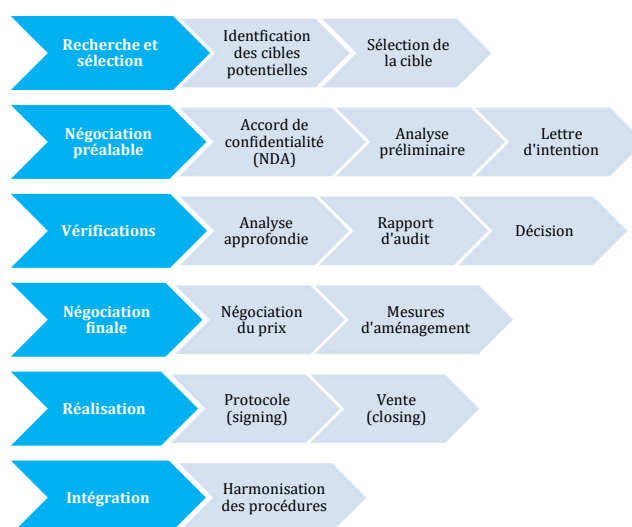 Recherche et
sélection
Identfication
des cibles
potentielles
Sélection de
la cible
Négociation
préalable
Accord de
confidentialité
(NDA)
Analyse
préliminaire
Lettre
d'intention
Vérifications
Analyse
approfondie
Rapport
d'audit
Décision
Négociation
finale
Négociation
du prix
Mesures
d'aménagement
Réalisation
Protocole
(signing)
Vente
(closing)
Intégration
Harmonisation
des procédures